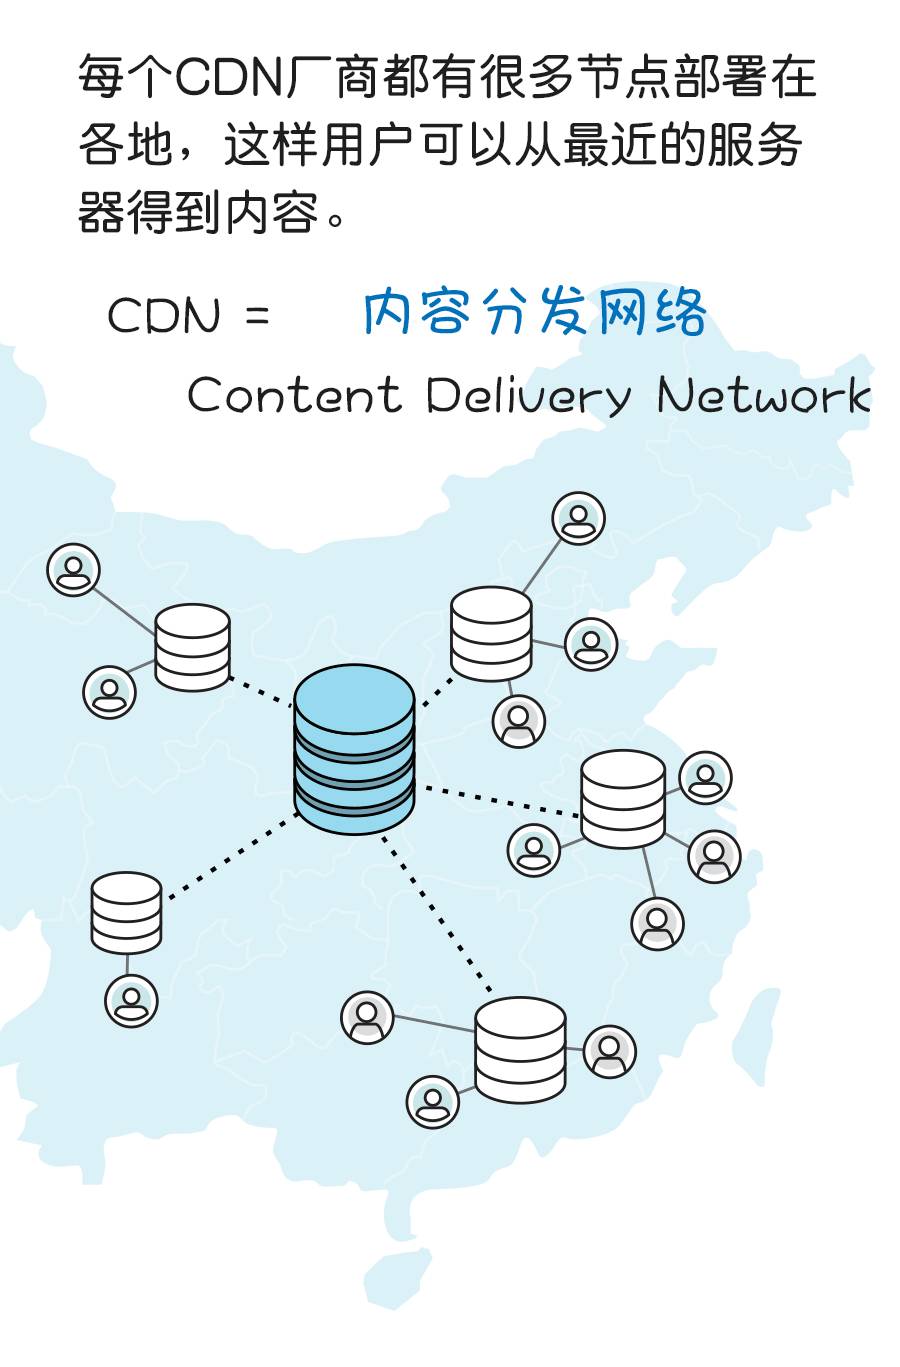 每个CDN厂商都有很多节点部署在
各地，这样用户可以从最近的服务
器得到内容。
CDN = 内容分发网络
Content Delivery Network